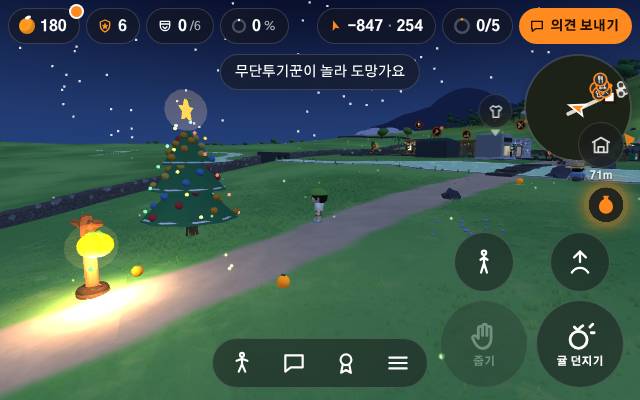 180
6
0/6
0%
−847 · 254
0/5
의견 보내기
무단투기꾼이 놀라 도망가요
71m
줍기
귤 던지기